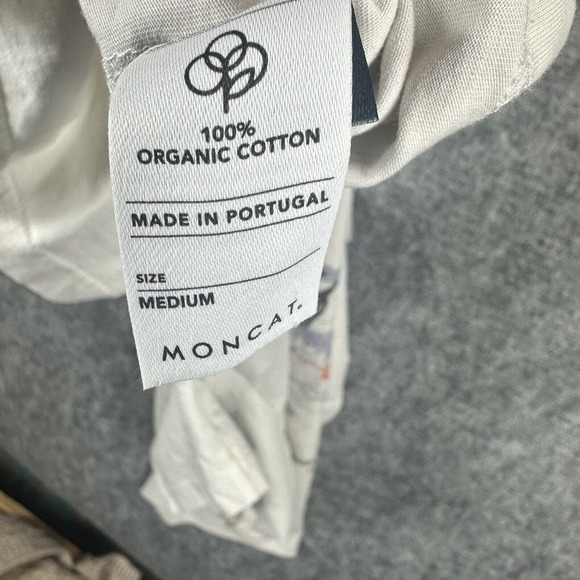 100%
ORGANIC COTTON
MADE IN PORTUGAL
SIZE
MEDIUM
MONCAT.